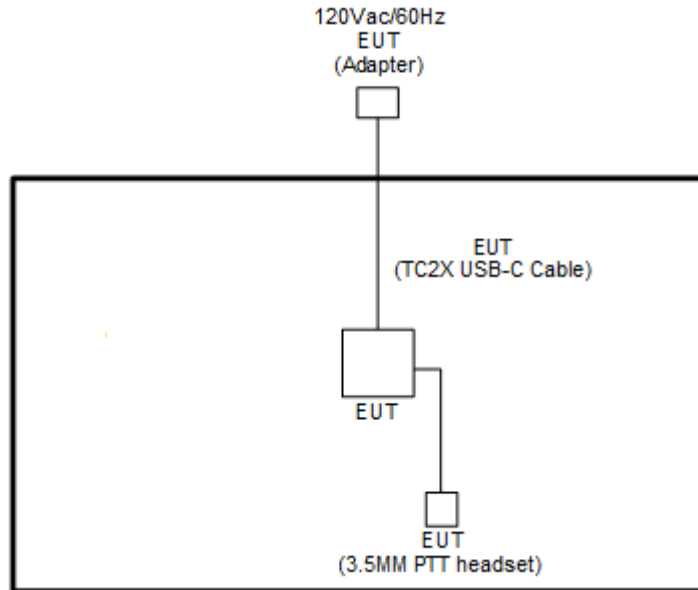 120Vac/60Hz
EUT
(Adapter)
EUT
(TC2X USB-C Cable)
EUT
EUT
(3.5MM PTT headset)